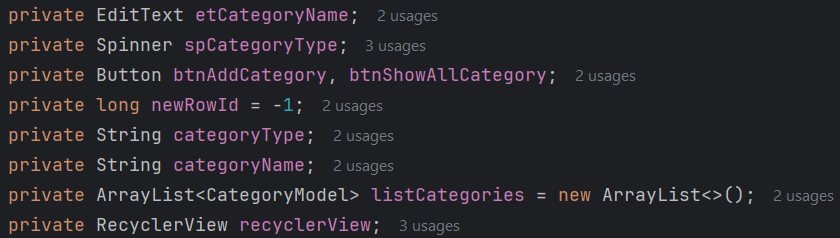 private EditText etCategoryName; 2 usages
private Spinner spCategoryType; 3 usages
private Button btnAddCategory, btnShowAllCategory; 2 usages
private long newRowId = -1; 2 usages
private String categoryType; 2 usages
private String categoryName; 2 usages
private ArrayList<CategoryModel> listCategories = new ArrayList<>(); 2 usages
private RecyclerView recyclerView; 3 usages